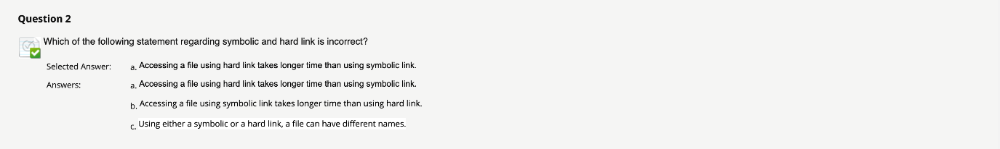 Question 2
Which of the following statement regarding symbolic and hard link is incorrect?
Selected Answer: a. Accessing a file using hard link takes longer time than using symbolic link.
Answers: a. Accessing a file using hard link takes longer time than using symbolic link.
b. Accessing a file using symbolic link takes longer time than using hard link.
c. Using either a symbolic or a hard link, a file can have different names.